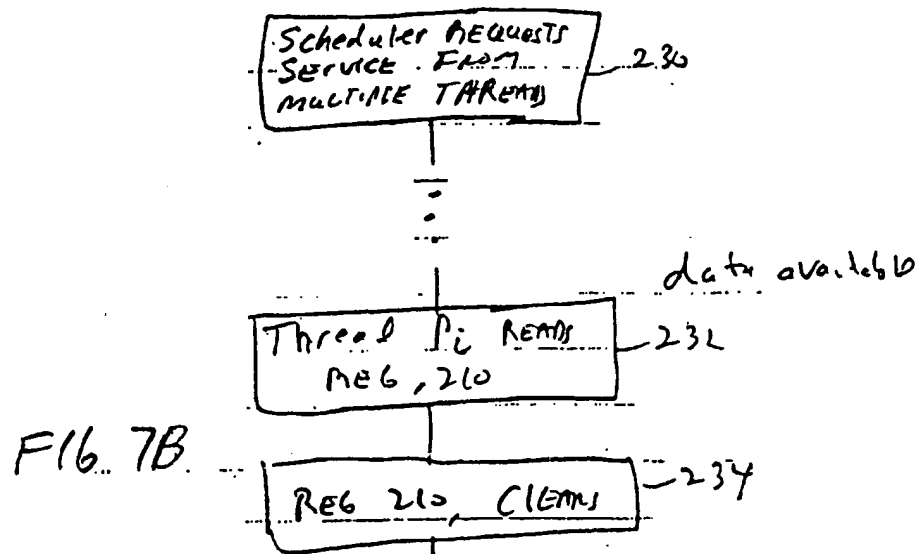 Scheduler REQUESTS
SERVICE FROM
MULTIPLE THREADS
230
data available
Thread Pi READS
REG, 210
232
FIG. 7B
REG 210, CLEARS
234